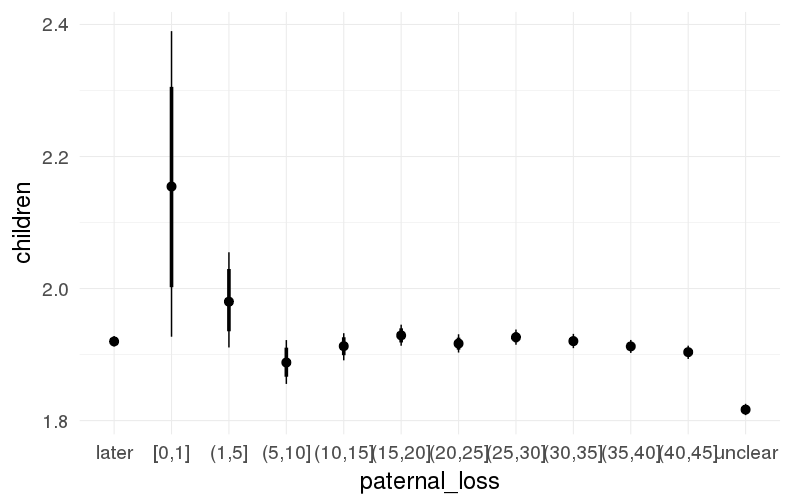 2.4
2.2
2.0
1.8
children
later [0,1] (1,5] (5,10] (10,15] (15,20] (20,25] (25,30] (30,35] (35,40] (40,45] unclear
paternal_loss